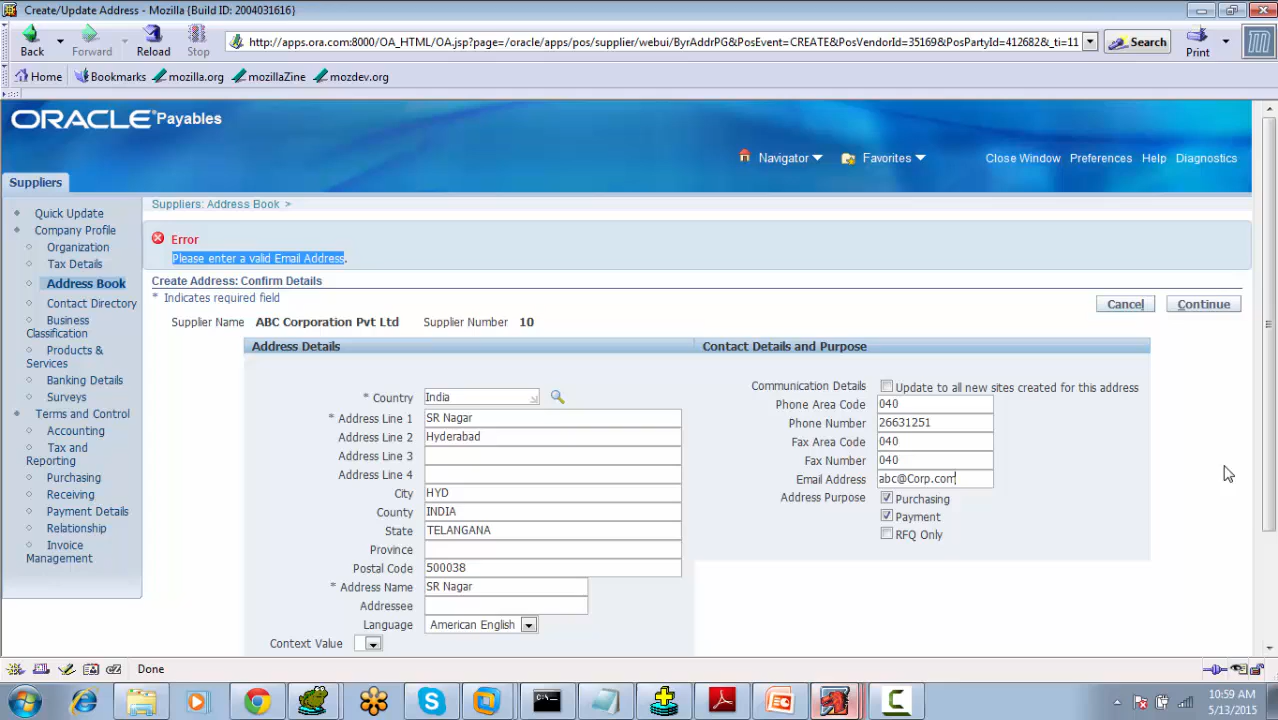 Create/Update Address - Mozilla {Build ID: 2004031616}
Back Forward Reload Stop http://apps.ora.com:8000/OA_HTML/OA.jsp?page=/oracle/apps/pos/supplier/webui/ByrAddrPG&PosEvent=CREATE&PosVendorId=35169&PosPartyId=412682&_ti=11 Search Print
Home Bookmarks mozilla.org mozillaZine mozdev.org
ORACLE Payables
Navigator Favorites Close Window Preferences Help Diagnostics
Suppliers
Quick Update
Company Profile
Organization
Tax Details
Address Book
Contact Directory
Business
Classification
Products &
Services
Banking Details
Surveys
Terms and Control
Accounting
Tax and
Reporting
Purchasing
Receiving
Payment Details
Relationship
Invoice
Management
Suppliers: Address Book >
Error
Please enter a valid Email Address.
Create Address: Confirm Details
* Indicates required field
Cancel Continue
Supplier Name ABC Corporation Pvt Ltd Supplier Number 10
Address Details
* Country India
* Address Line 1 SR Nagar
Address Line 2 Hyderabad
Address Line 3
Address Line 4
City HYD
County INDIA
State TELANGANA
Province
Postal Code 500038
* Address Name SR Nagar
Addressee
Language American English
Context Value
Contact Details and Purpose
Communication Details Update to all new sites created for this address
Phone Area Code 040
Phone Number 26631251
Fax Area Code 040
Fax Number 040
Email Address abc@Corp.com
Address Purpose Purchasing
Payment
RFQ Only
Done
10:59 AM
5/13/2015